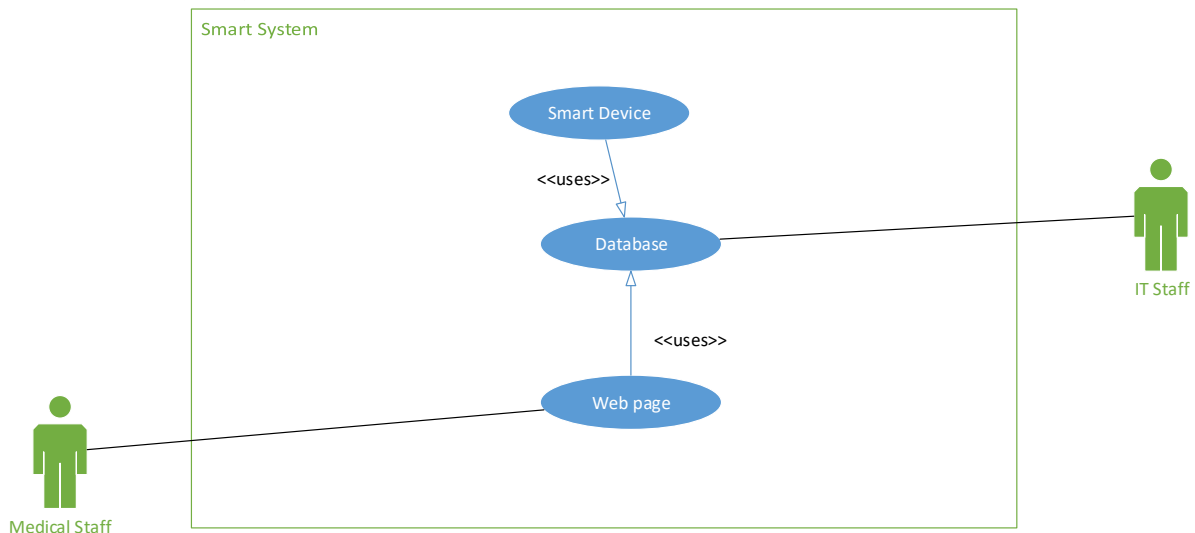 Smart System
Smart Device
<<uses>>
Database
IT Staff
<<uses>>
Web page
Medical Staff